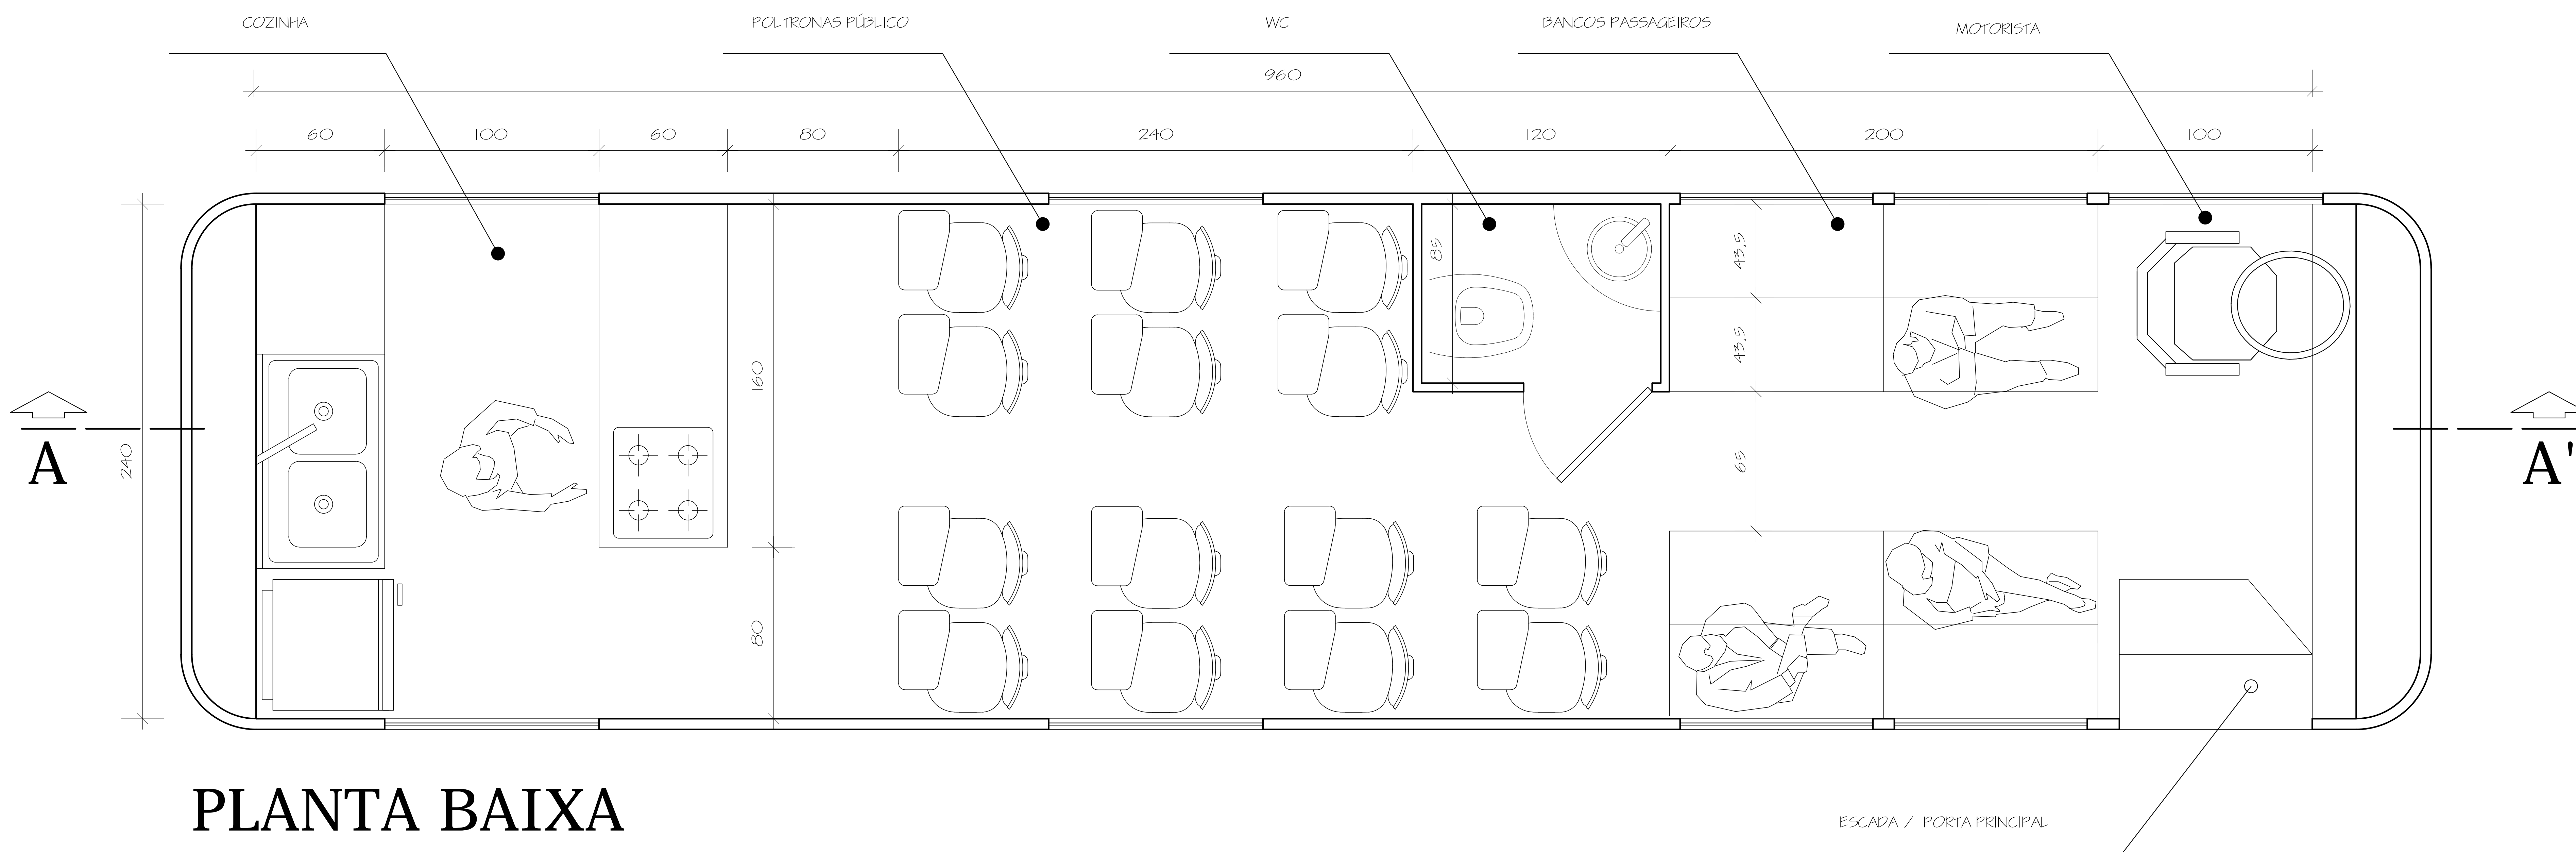 COZINHA
POLTRONAS PÚBLICO
WC
BANCOS PASSAGEIROS
MOTORISTA
960
60
100
60
80
240
120
200
100
85
43,5
43,5
160
65
240
80
A
A'
PLANTA BAIXA
ESCADA / PORTA PRINCIPAL